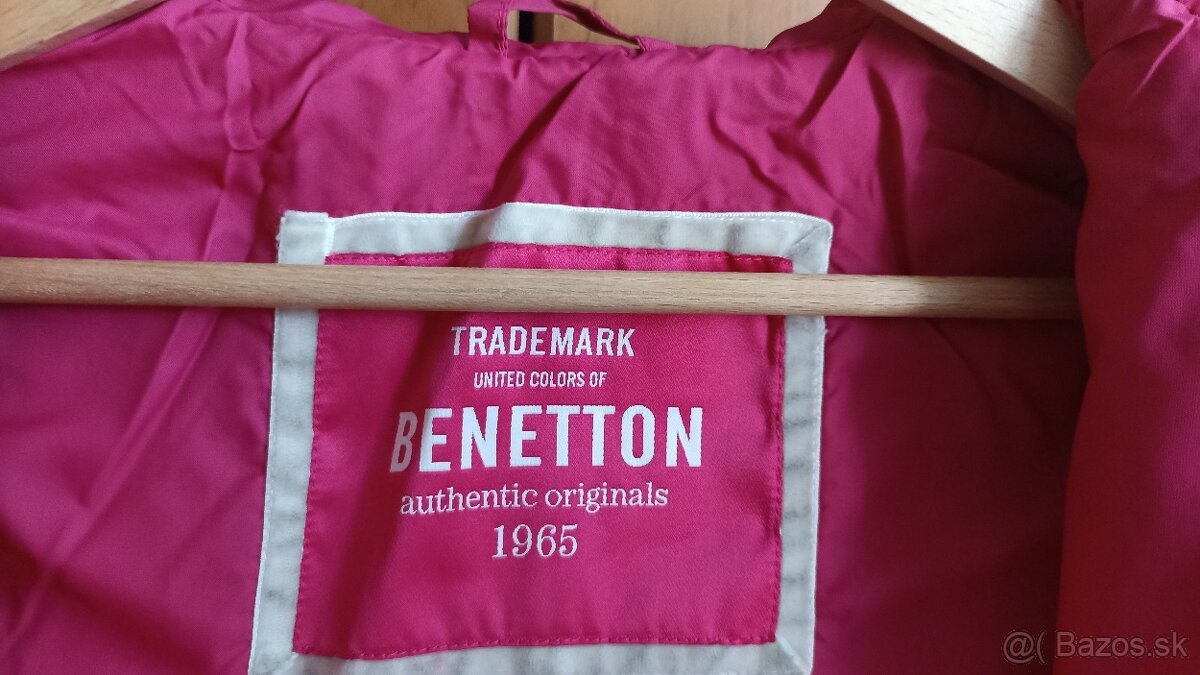 TRADEMARK
UNITED COLORS OF
BENETTON
authentic originals
1965
@( Bazos.sk